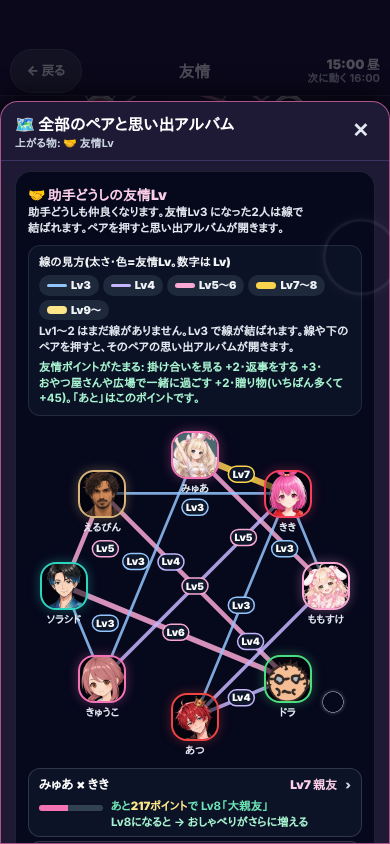 ← 戻る
友情
15:00 昼
次に動く 16:00
🗺️ 全部のペアと思い出アルバム
上がる物: 🤝 友情Lv
✕
🤝 助手どうしの友情Lv
助手どうしも仲良くなります。友情Lv3 になった2人は線で
結ばれます。ペアを押すと思い出アルバムが開きます。
線の見方(太さ・色=友情Lv。数字は Lv)
Lv3
Lv4
Lv5〜6
Lv7〜8
Lv9〜
Lv1〜2 はまだ線がありません。Lv3 で線が結ばれます。線や下の
ペアを押すと、そのペアの思い出アルバムが開きます。
友情ポイントがたまる: 掛け合いを見る +2・返事をする +3・
おやつ屋さんや広場で一緒に過ごす +2・贈り物(いちばん多くて
+45)。「あと」はこのポイントです。
Lv7
みゅあ
Lv3
えるびん
きき
Lv5
Lv5
Lv3
Lv3
Lv4
Lv5
ももすけ
ソラシド
Lv3
Lv3
Lv6
Lv4
Lv4
きゅうこ
ドラ
あつ
みゅあ × きき
Lv7 親友 ›
あと217ポイントで Lv8「大親友」
Lv8になると → おしゃべりがさらに増える